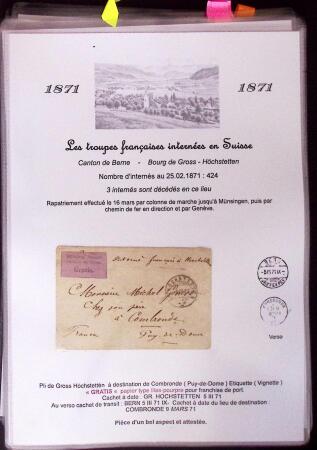 1871
1871
Les troupes françaises internées en Suisse
Canton de Berne - Bourg de Gross - Höchstetten
Nombre d'internés au 25.02.1871 : 424
3 internés sont décédés en ce lieu
Rapatriement effectué le 16 mars par colonne de marche jusqu'à Münsingen, puis par
chemin de fer en direction et par Genève.
Gratis.
Monsieur Michel
Chez son père
à Combronde
France Puy-de-Dome
Verso
Pli de Gross Höchstetten à destination de Combronde ( Puy-de-Dome ) Etiquette ( Vignette )
« GRATIS » papier type lilas-pourpre pour franchise de port.
Cachet à date : GR. HÖCHSTETTEN 5 III 71
Au verso cachet de transit : BERN 5 III 71 IX- Cachet à date du lieu de destination :
COMBRONDE 9 MARS 71
Pièce d'un bel aspect et attestée.